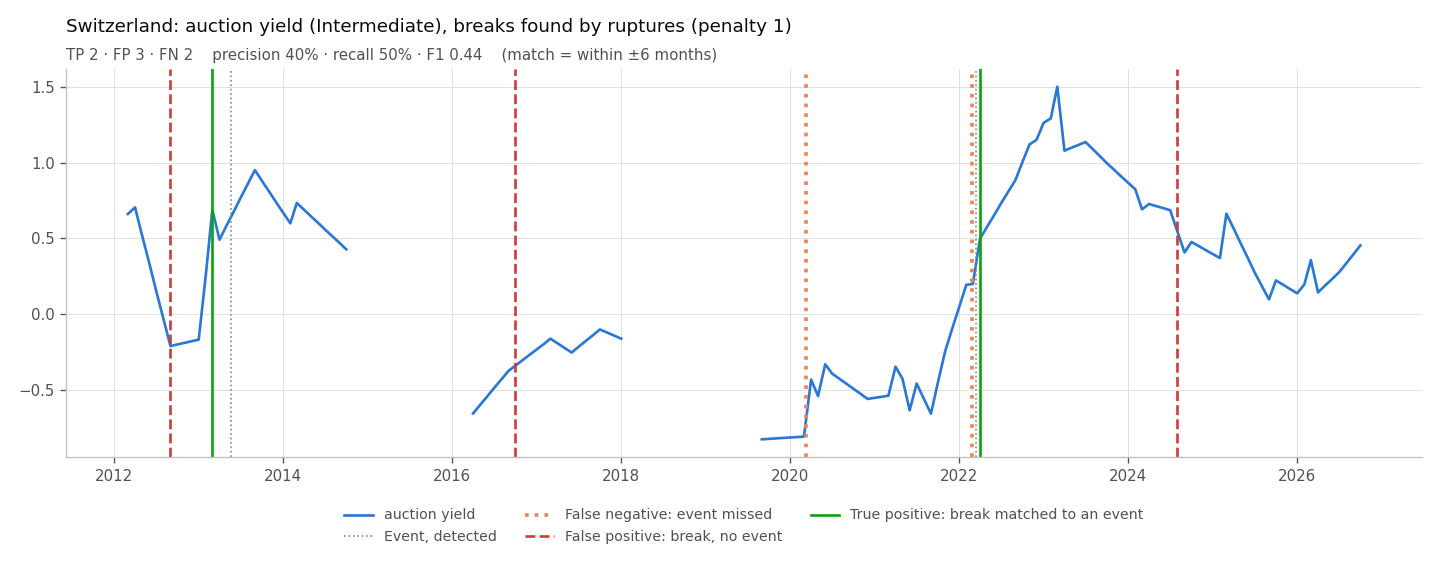 Switzerland: auction yield (Intermediate), breaks found by ruptures (penalty 1)
TP 2 · FP 3 · FN 2    precision 40% · recall 50% · F1 0.44    (match = within ±6 months)
1.5
1.0
0.5
0.0
−0.5
2012 2014 2016 2018 2020 2022 2024 2026
auction yield
Event, detected
False negative: event missed
False positive: break, no event
True positive: break matched to an event